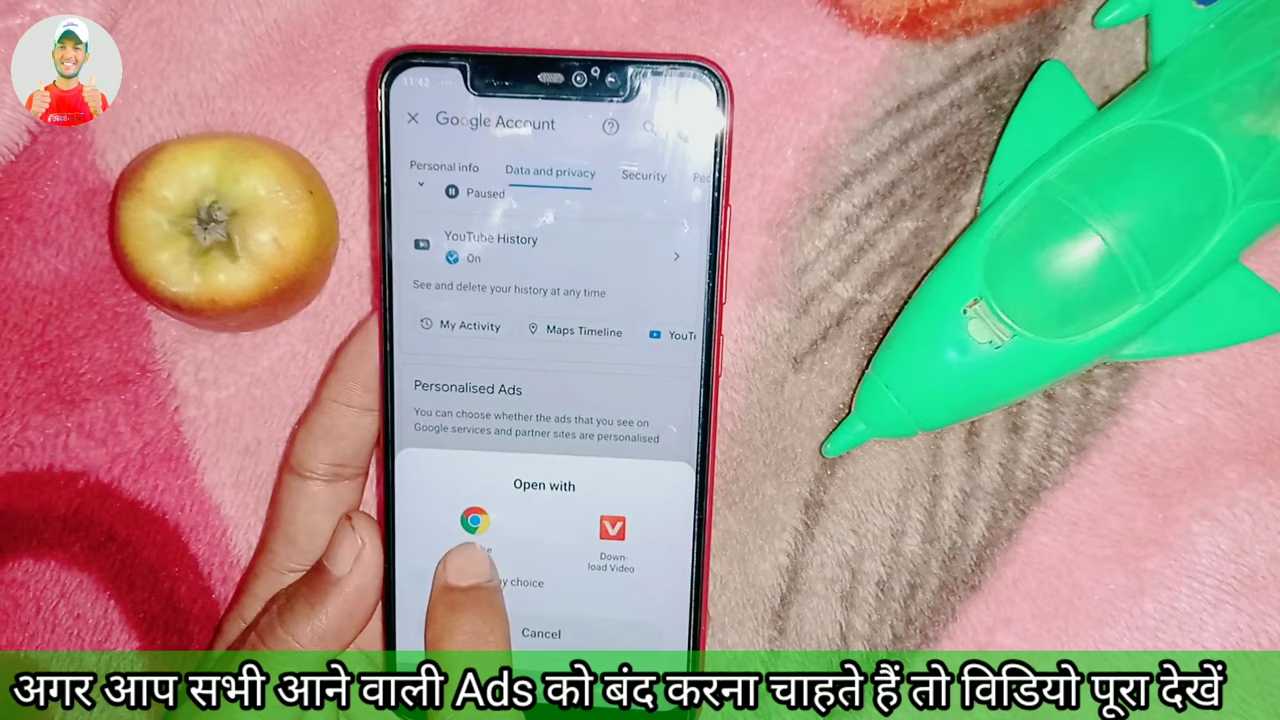 11:42
Google Account
Personal info Data and privacy Security
Paused
YouTube History
On
See and delete your history at any time
My Activity Maps Timeline
Personalised Ads
You can choose whether the ads that you see on
Google services and partner sites are personalised
Open with
Down-
load Video
my choice
Cancel
अगर आप सभी आने वाली Ads को बंद करना चाहते हैं तो विडियो पूरा देखें